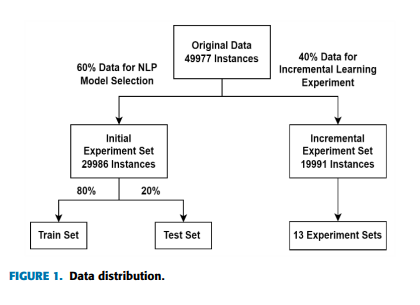 Original Data
49977 Instances
60% Data for NLP
Model Selection
40% Data for
Incremental Learning
Experiment
Initial
Experiment Set
29986 Instances
Incremental
Experiment Set
19991 Instances
80%
20%
Train Set
Test Set
13 Experiment Sets
FIGURE 1. Data distribution.